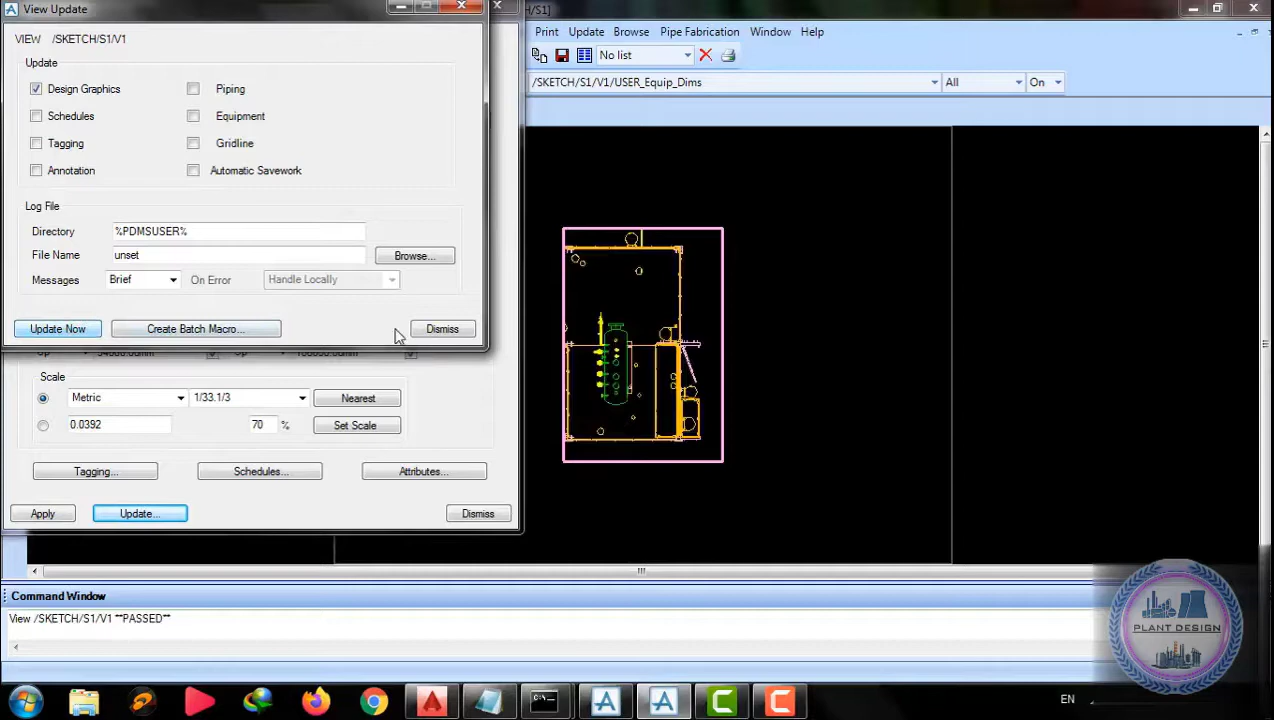 View Update
/S1]
VIEW /SKETCH/S1/V1
Print Update Browse Pipe Fabrication Window Help
Update
No list
Design Graphics Piping
/SKETCH/S1/V1/USER_Equip_Dims All On
Schedules Equipment
Tagging Gridline
Annotation Automatic Savework
Log File
Directory %PDMSUSER%
File Name unset Browse...
Messages Brief On Error Handle Locally
Update Now Create Batch Macro... Dismiss
Scale
Metric 1/33.1/3 Nearest
0.0392 70 % Set Scale
Tagging... Schedules... Attributes...
Apply Update... Dismiss
Command Window
View /SKETCH/S1/V1 **PASSED**
PLANT DESIGN
EN